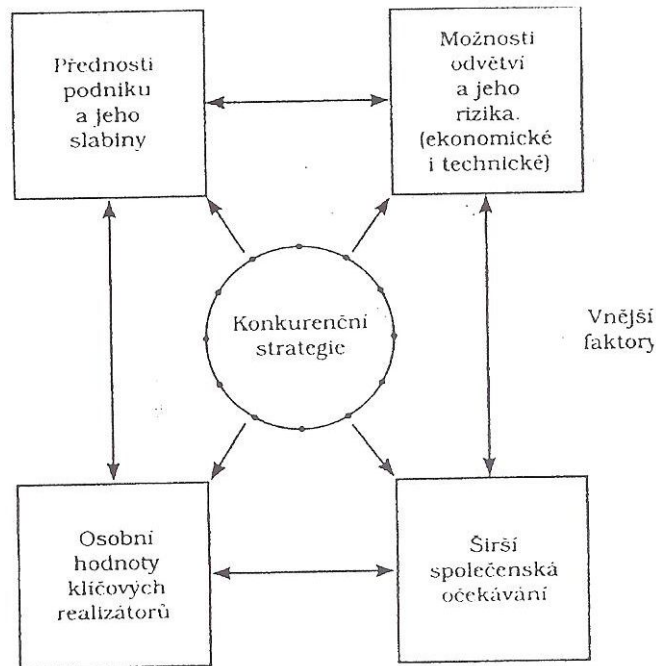 Přednosti
podniku
a jeho
slabiny
Možnosti
odvětví
a jeho
rizika.
(ekonomické
i technické)
Konkurenční
strategie
Vnější
faktory
Osobní
hodnoty
klíčových
realizátorů
Širší
společenská
očekávání